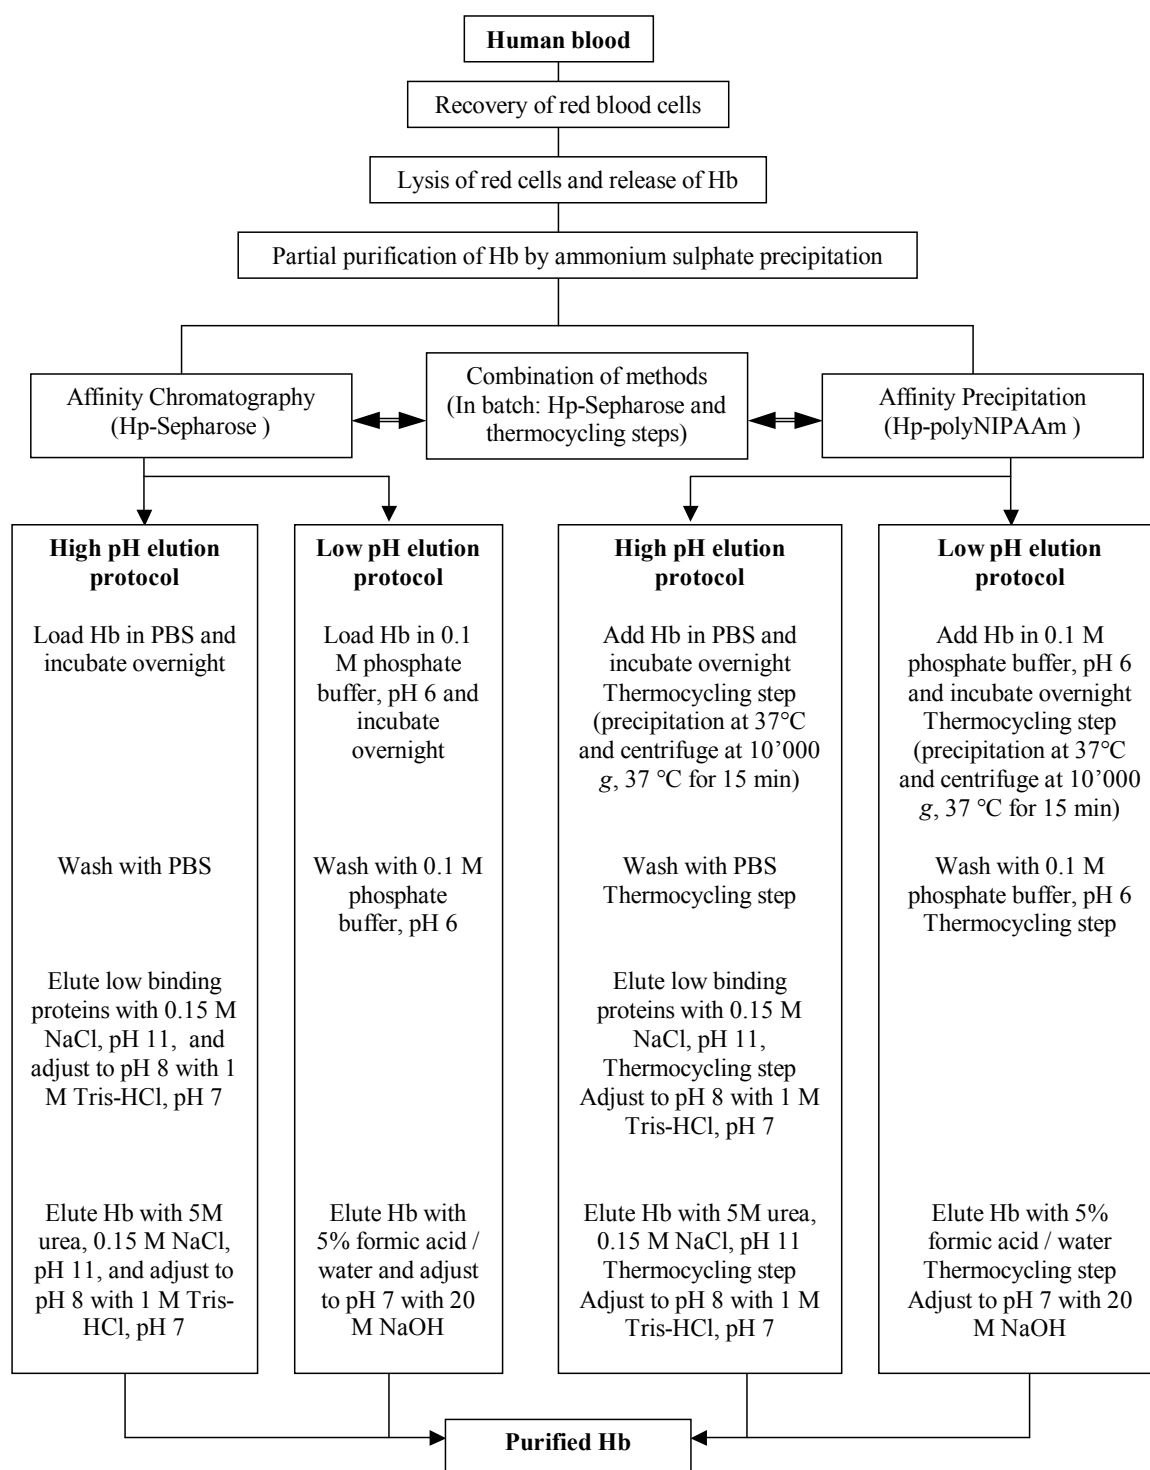 Human blood
Recovery of red blood cells
Lysis of red cells and release of Hb
Partial purification of Hb by ammonium sulphate precipitation
Affinity Chromatography
(Hp-Sepharose )
Combination of methods
(In batch: Hp-Sepharose and
thermocycling steps)
Affinity Precipitation
(Hp-polyNIPAAm )
High pH elution
protocol
Load Hb in PBS and
incubate overnight
Wash with PBS
Elute low binding
proteins with 0.15 M
NaCl, pH 11, and
adjust to pH 8 with 1
M Tris-HCl, pH 7
Elute Hb with 5M
urea, 0.15 M NaCl,
pH 11, and adjust to
pH 8 with 1 M Tris-
HCl, pH 7
Low pH elution
protocol
Load Hb in 0.1
M phosphate
buffer, pH 6 and
incubate
overnight
Wash with 0.1 M
phosphate
buffer, pH 6
Elute Hb with
5% formic acid /
water and adjust
to pH 7 with 20
M NaOH
High pH elution
protocol
Add Hb in PBS and
incubate overnight
Thermocycling step
(precipitation at 37°C
and centrifuge at 10’000
g, 37 °C for 15 min)
Wash with PBS
Thermocycling step
Elute low binding
proteins with 0.15 M
NaCl, pH 11,
Thermocycling step
Adjust to pH 8 with 1 M
Tris-HCl, pH 7
Elute Hb with 5M urea,
0.15 M NaCl, pH 11
Thermocycling step
Adjust to pH 8 with 1 M
Tris-HCl, pH 7
Low pH elution
protocol
Add Hb in 0.1 M
phosphate buffer, pH 6
and incubate overnight
Thermocycling step
(precipitation at 37°C
and centrifuge at 10’000
g, 37 °C for 15 min)
Wash with 0.1 M
phosphate buffer, pH 6
Thermocycling step
Elute Hb with 5%
formic acid / water
Thermocycling step
Adjust to pH 7 with 20
M NaOH
Purified Hb